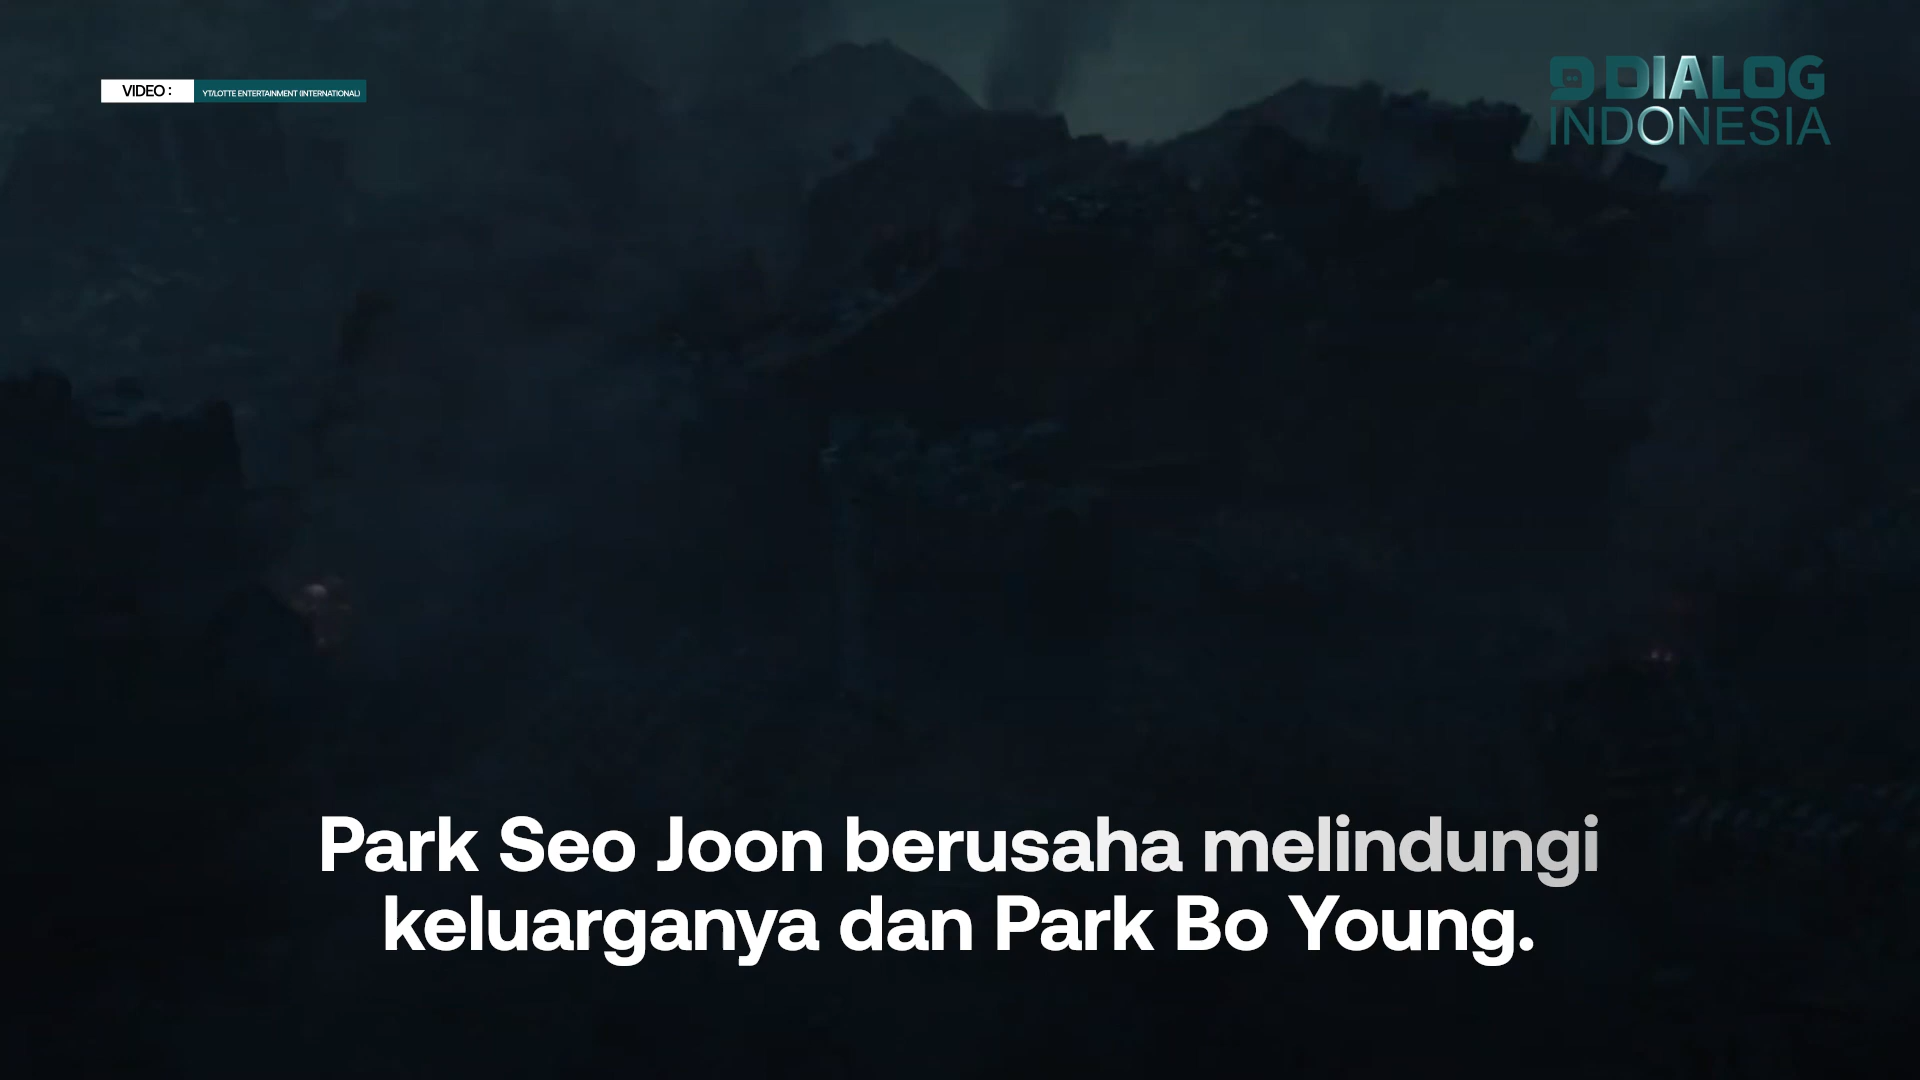 VIDEO : YT/LOTTE ENTERTAINMENT (INTERNATIONAL)
DIALOG
INDONESIA
Park Seo Joon berusaha melindungi
keluarganya dan Park Bo Young.